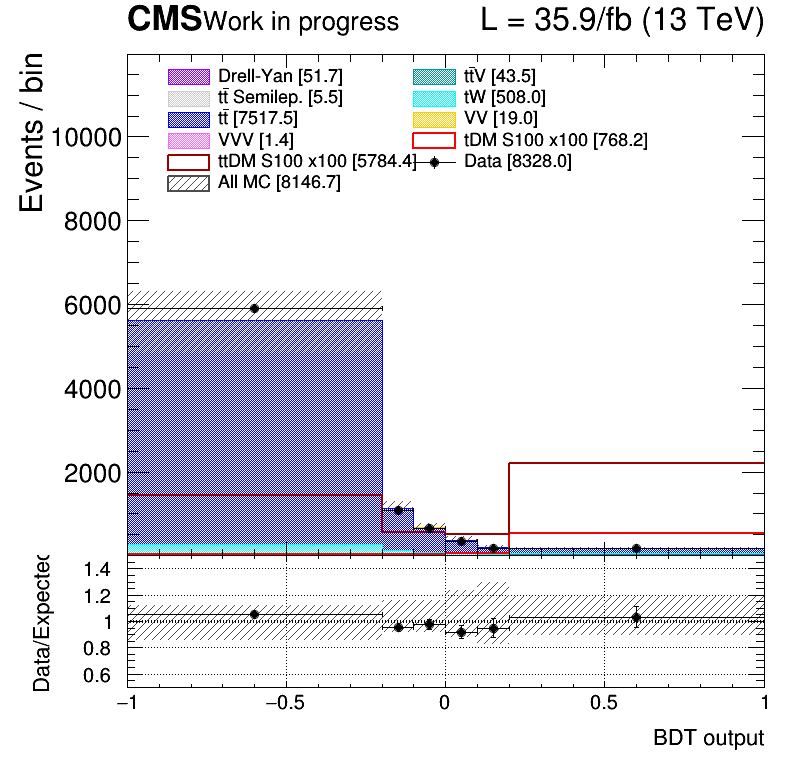 CMS Work in progress L = 35.9/fb (13 TeV)
Events / bin
Drell-Yan [51.7]
tt̄ Semilep. [5.5]
tt̄ [7517.5]
VVV [1.4]
ttDM S100 x100 [5784.4]
All MC [8146.7]
tt̄V [43.5]
tW [508.0]
VV [19.0]
tDM S100 x100 [768.2]
Data [8328.0]
10000
8000
6000
4000
2000
Data/Expected
1.4
1.2
1
0.8
0.6
−1 −0.5 0 0.5 1
BDT output